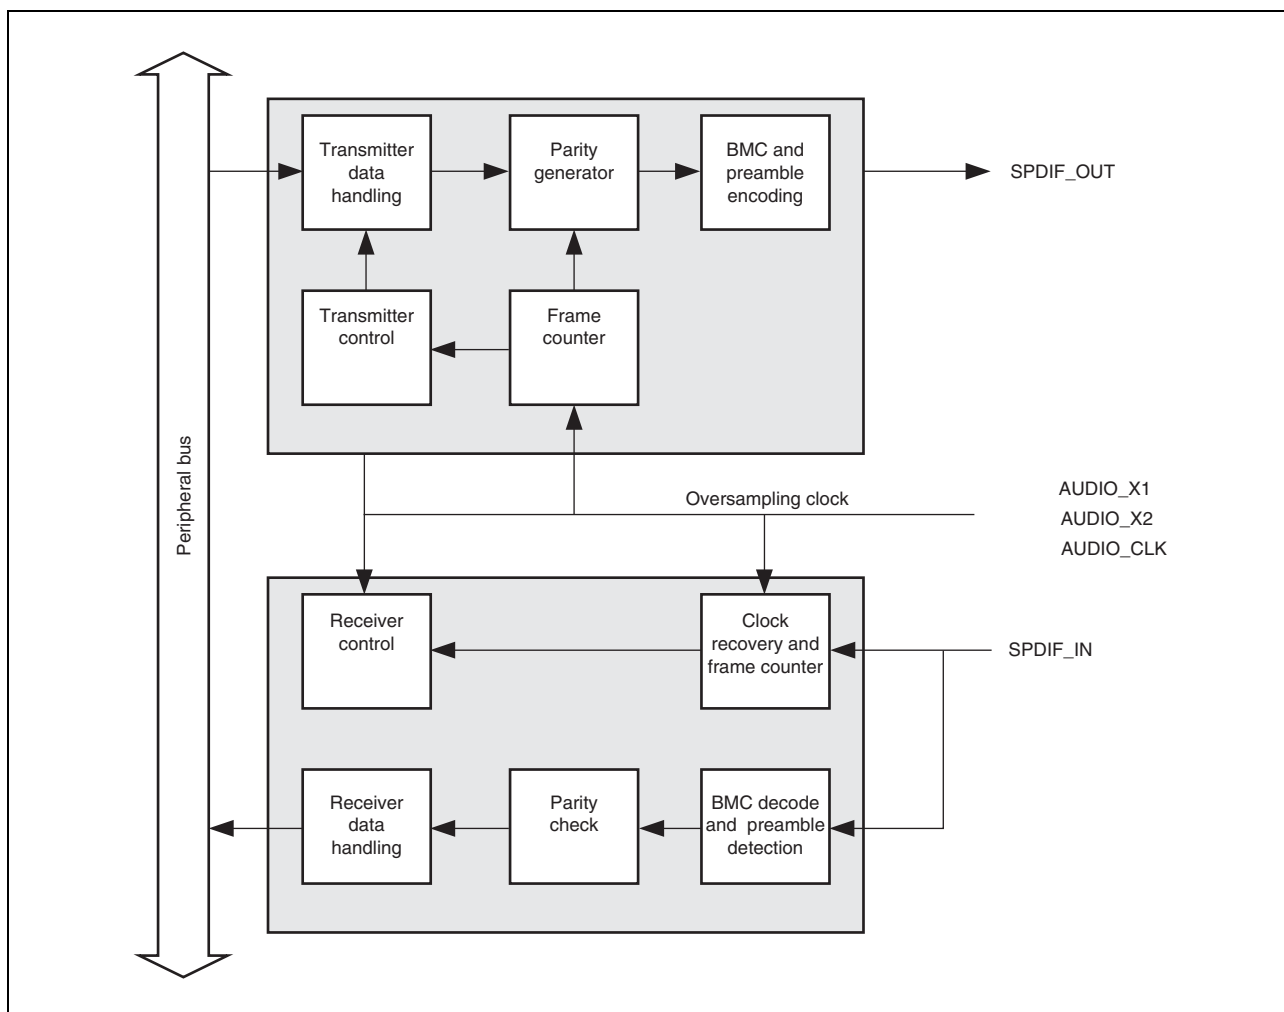 Transmitter
data
handling
Parity
generator
BMC and
preamble
encoding
SPDIF_OUT
Transmitter
control
Frame
counter
Peripheral bus
Oversampling clock
AUDIO_X1
AUDIO_X2
AUDIO_CLK
Receiver
control
Clock
recovery and
frame counter
SPDIF_IN
Receiver
data
handling
Parity
check
BMC decode
and preamble
detection